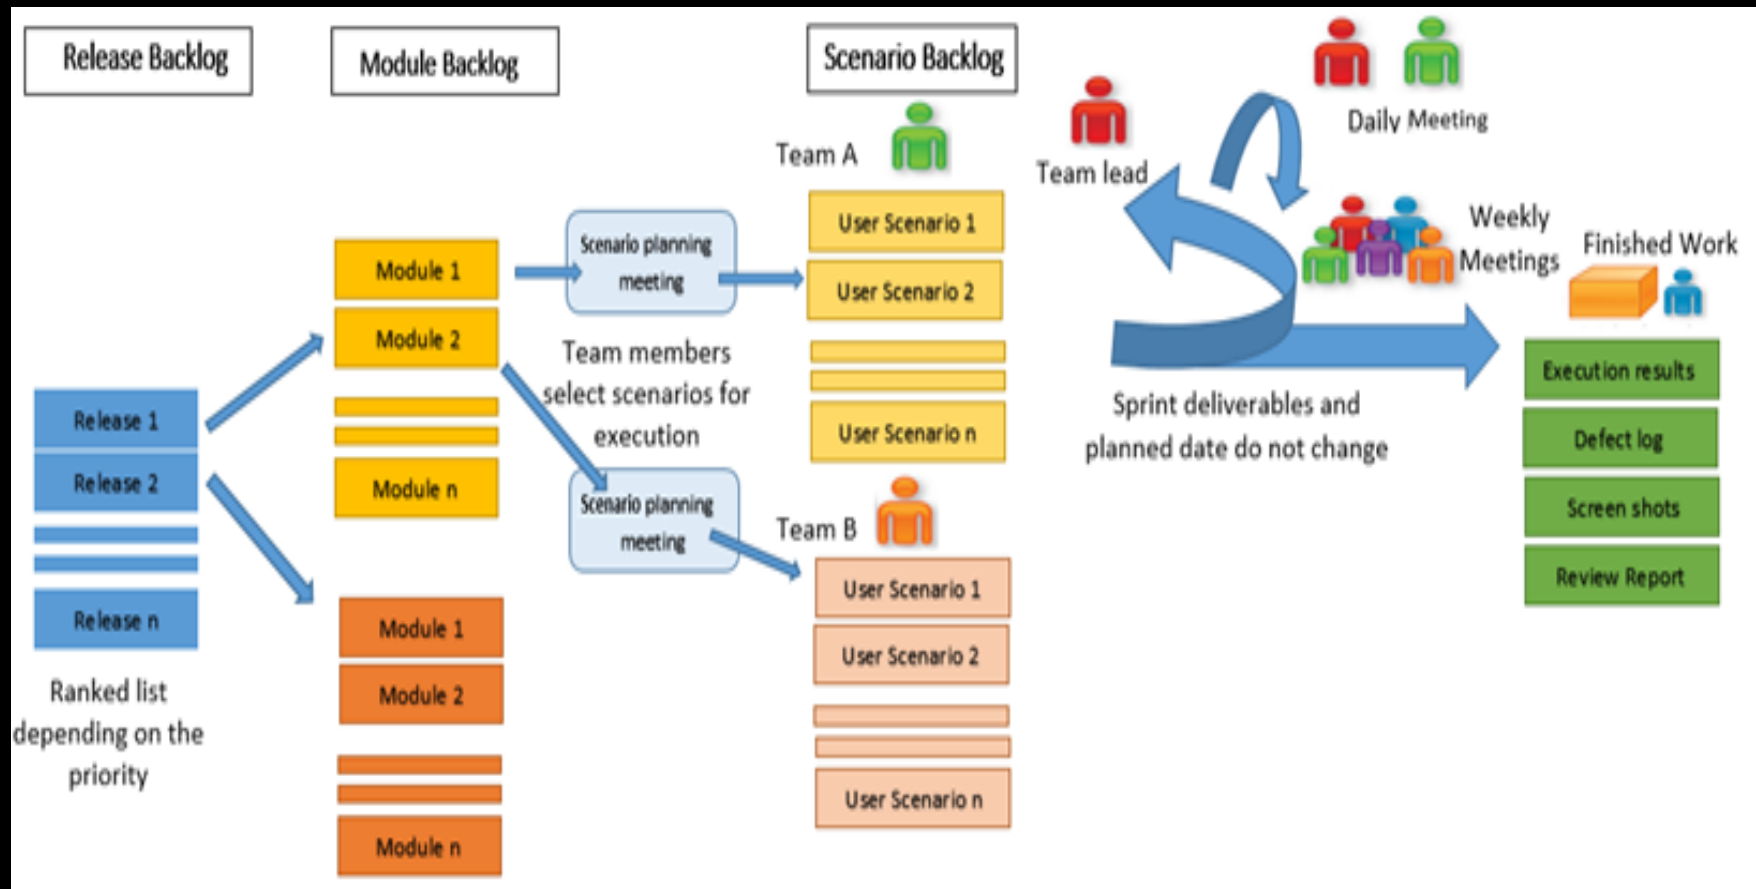 Release Backlog
Module Backlog
Scenario Backlog
Release 1
Release 2
Release n
Ranked list
depending on the
priority
Module 1
Module 2
Module n
Module 1
Module 2
Module n
Scenario planning
meeting
Team members
select scenarios for
execution
Scenario planning
meeting
Team A
User Scenario 1
User Scenario 2
User Scenario n
Team B
User Scenario 1
User Scenario 2
User Scenario n
Team lead
Daily Meeting
Weekly
Meetings
Sprint deliverables and
planned date do not change
Finished Work
Execution results
Defect log
Screen shots
Review Report